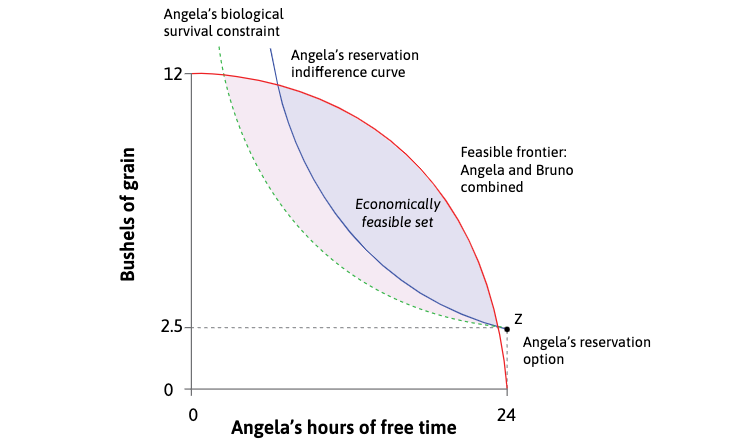 Angela's biological
survival constraint
Angela's reservation
indifference curve
12
Feasible frontier:
Angela and Bruno
combined
Bushels of grain
Economically
feasible set
2.5
Z
Angela's reservation
option
0
0
24
Angela's hours of free time